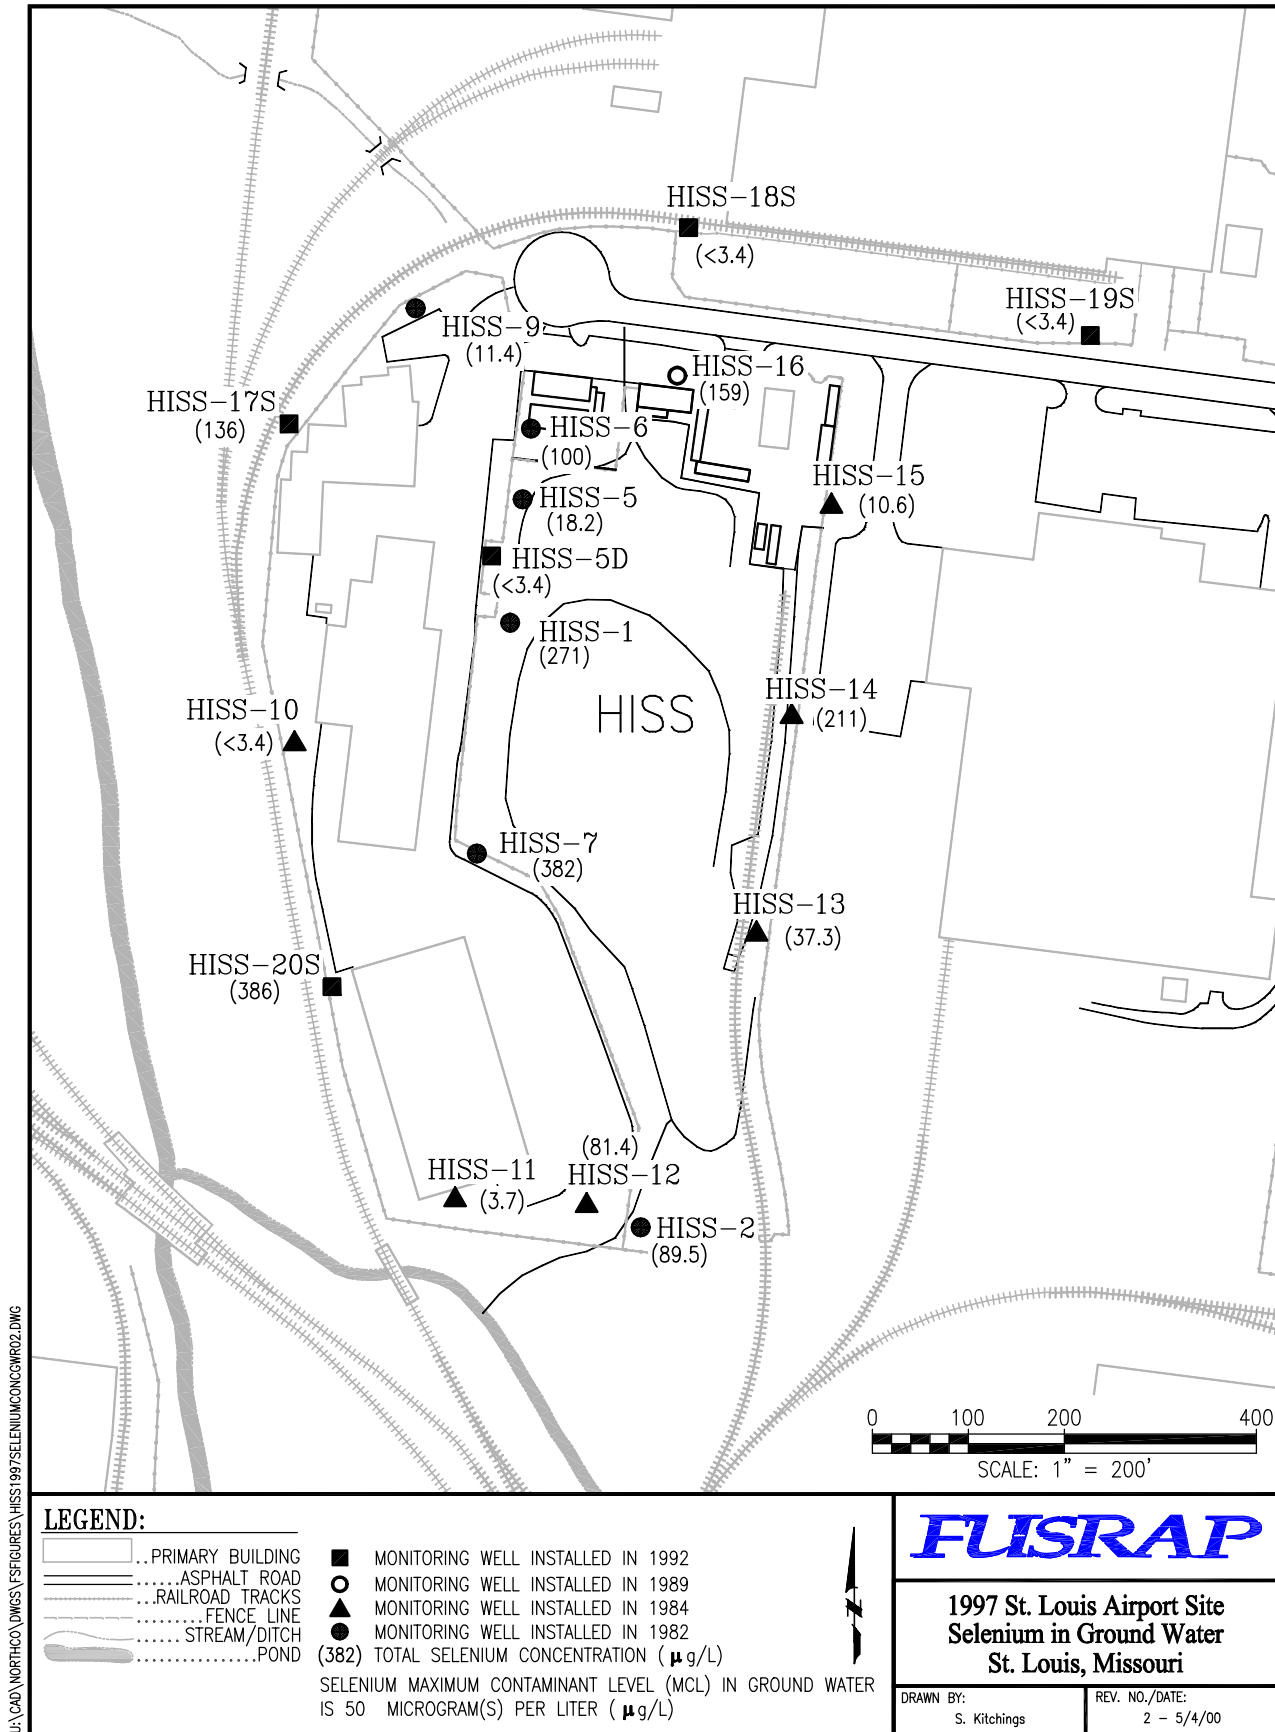 HISS-18S
(<3.4)
HISS-19S
(<3.4)
HISS-9
(11.4)
HISS-16
(159)
HISS-17S
(136)
HISS-6
(100)
HISS-15
(10.6)
HISS-5
(18.2)
HISS-5D
(<3.4)
HISS-1
(271)
HISS
HISS-14
(211)
HISS-10
(<3.4)
HISS-7
(382)
HISS-13
(37.3)
HISS-20S
(386)
(81.4)
HISS-12
HISS-11
(3.7)
HISS-2
(89.5)
0 100 200 400
SCALE: 1" = 200'
U:\CAD\NORTHCO\DWGS\FSFIGURES\HISS1997SELENIUMCONCGWR02.DWG
LEGEND:
..PRIMARY BUILDING
......ASPHALT ROAD
...RAILROAD TRACKS
.........FENCE LINE
...... STREAM/DITCH
...............POND
MONITORING WELL INSTALLED IN 1992
MONITORING WELL INSTALLED IN 1989
MONITORING WELL INSTALLED IN 1984
MONITORING WELL INSTALLED IN 1982
(382) TOTAL SELENIUM CONCENTRATION (μg/L)
SELENIUM MAXIMUM CONTAMINANT LEVEL (MCL) IN GROUND WATER
IS 50 MICROGRAM(S) PER LITER (μg/L)
N
FUSRAP
1997 St. Louis Airport Site
Selenium in Ground Water
St. Louis, Missouri
DRAWN BY:
S. Kitchings
REV. NO./DATE:
2 - 5/4/00